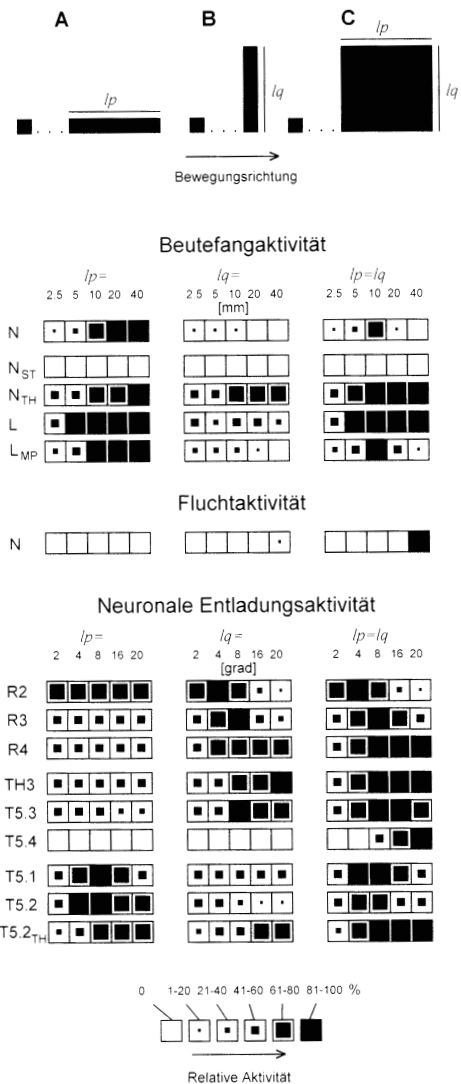 A B C
lp
lp
lq
lq
Bewegungsrichtung
Beutefangaktivität
lp= lq= lp=lq
2.5 5 10 20 40 2.5 5 10 20 40 2.5 5 10 20 40
[mm]
N
N_ST
N_TH
L
L_MP
Fluchtaktivität
N
Neuronale Entladungsaktivität
lp= lq= lp=lq
2 4 8 16 20 2 4 8 16 20 2 4 8 16 20
[grad]
R2
R3
R4
TH3
T5.3
T5.4
T5.1
T5.2
T5.2_TH
0 1-20 21-40 41-60 61-80 81-100 %
Relative Aktivität